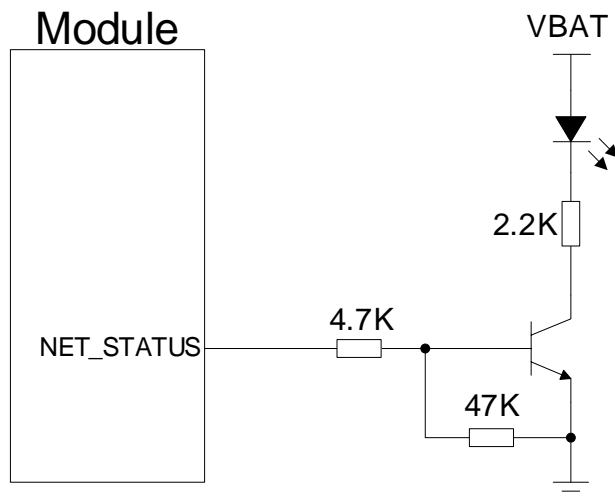 Module
VBAT
2.2K
4.7K
NET_STATUS
47K